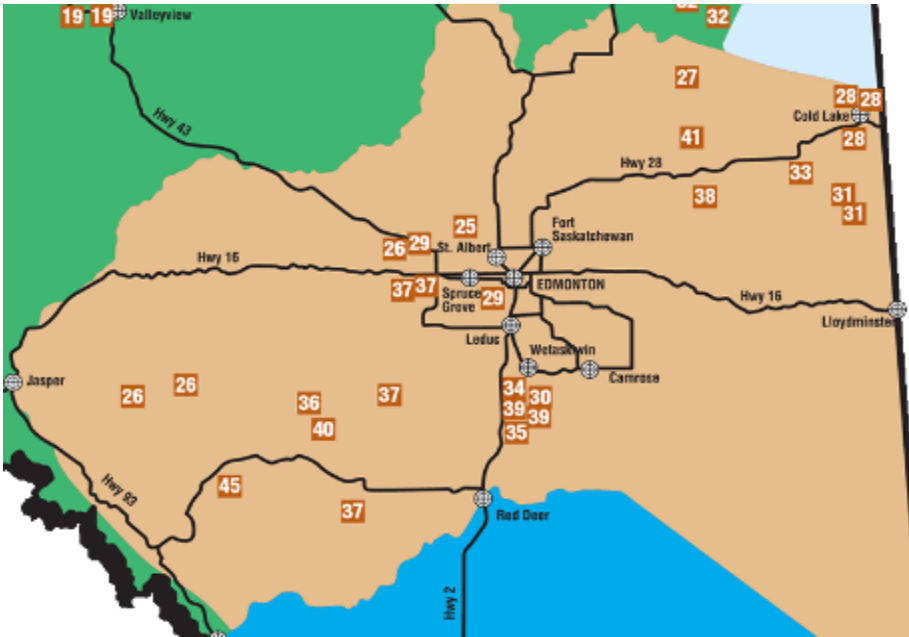 32
19 19 Valleyview
32
27
28 28
Hwy 43
Cold Lake
41
28
Hwy 28
33
38
31
31
25
Fort
Saskatchewan
26 29
St. Albert
Hwy 16
37 37
Spruce
Grove
29
EDMONTON
Hwy 16
Lloydminster
Leduc
Wetaskiwin
Camrose
Jasper
26
26
36
37
34
30
39
39
40
35
45
Hwy 93
37
Red Deer
Hwy 2